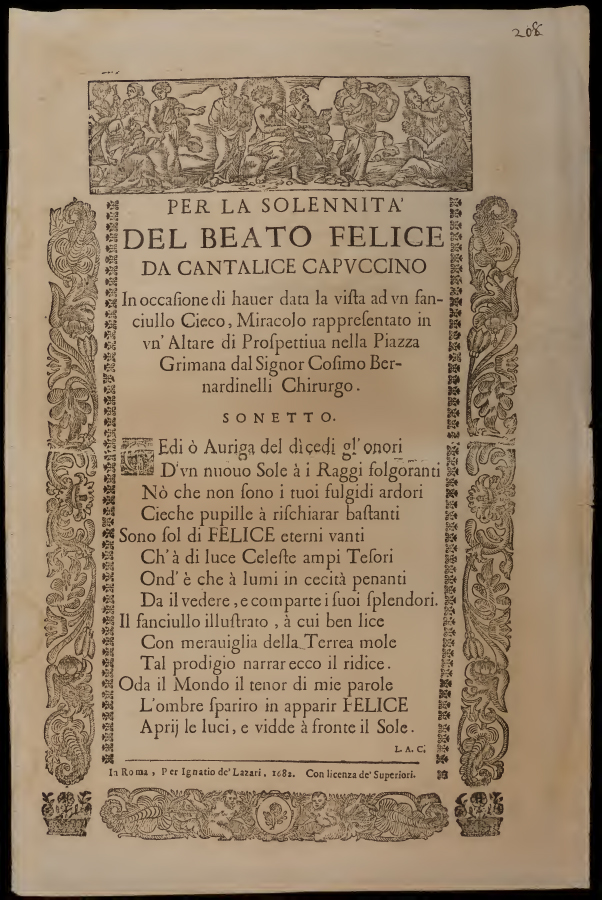 208
PER LA SOLENNITA'
DEL BEATO FELICE
DA CANTALICE CAPVCCINO
In occaſione di hauer data la viſta ad vn fan-
ciullo Cieco, Miracolo rappreſentato in
vn' Altare di Proſpettiua nella Piazza
Grimana dal Signor Coſimo Ber-
nardinelli Chirurgo.
SONETTO.
Edi ò Auriga del dì cedi gl' onori
D'vn nuouo Sole à i Raggi folgoranti
Nò che non ſono i tuoi fulgidi ardori
Cieche pupille à riſchiarar baſtanti
Sono ſol di FELICE eterni vanti
Ch' à di luce Celeſte ampi Teſori
Ond' è che à lumi in cecità penanti
Da il vedere, e comparte i ſuoi ſplendori.
Il fanciullo illuſtrato, à cui ben lice
Con merauiglia della Terrea mole
Tal prodigio narrar ecco il ridice.
Oda il Mondo il tenor di mie parole
L'ombre ſpariro in apparir FELICE
Aprij le luci, e vidde à fronte il Sole.
L. A. C.
In Roma, Per Ignatio de' Lazari, 1682. Con licenza de' Superiori.